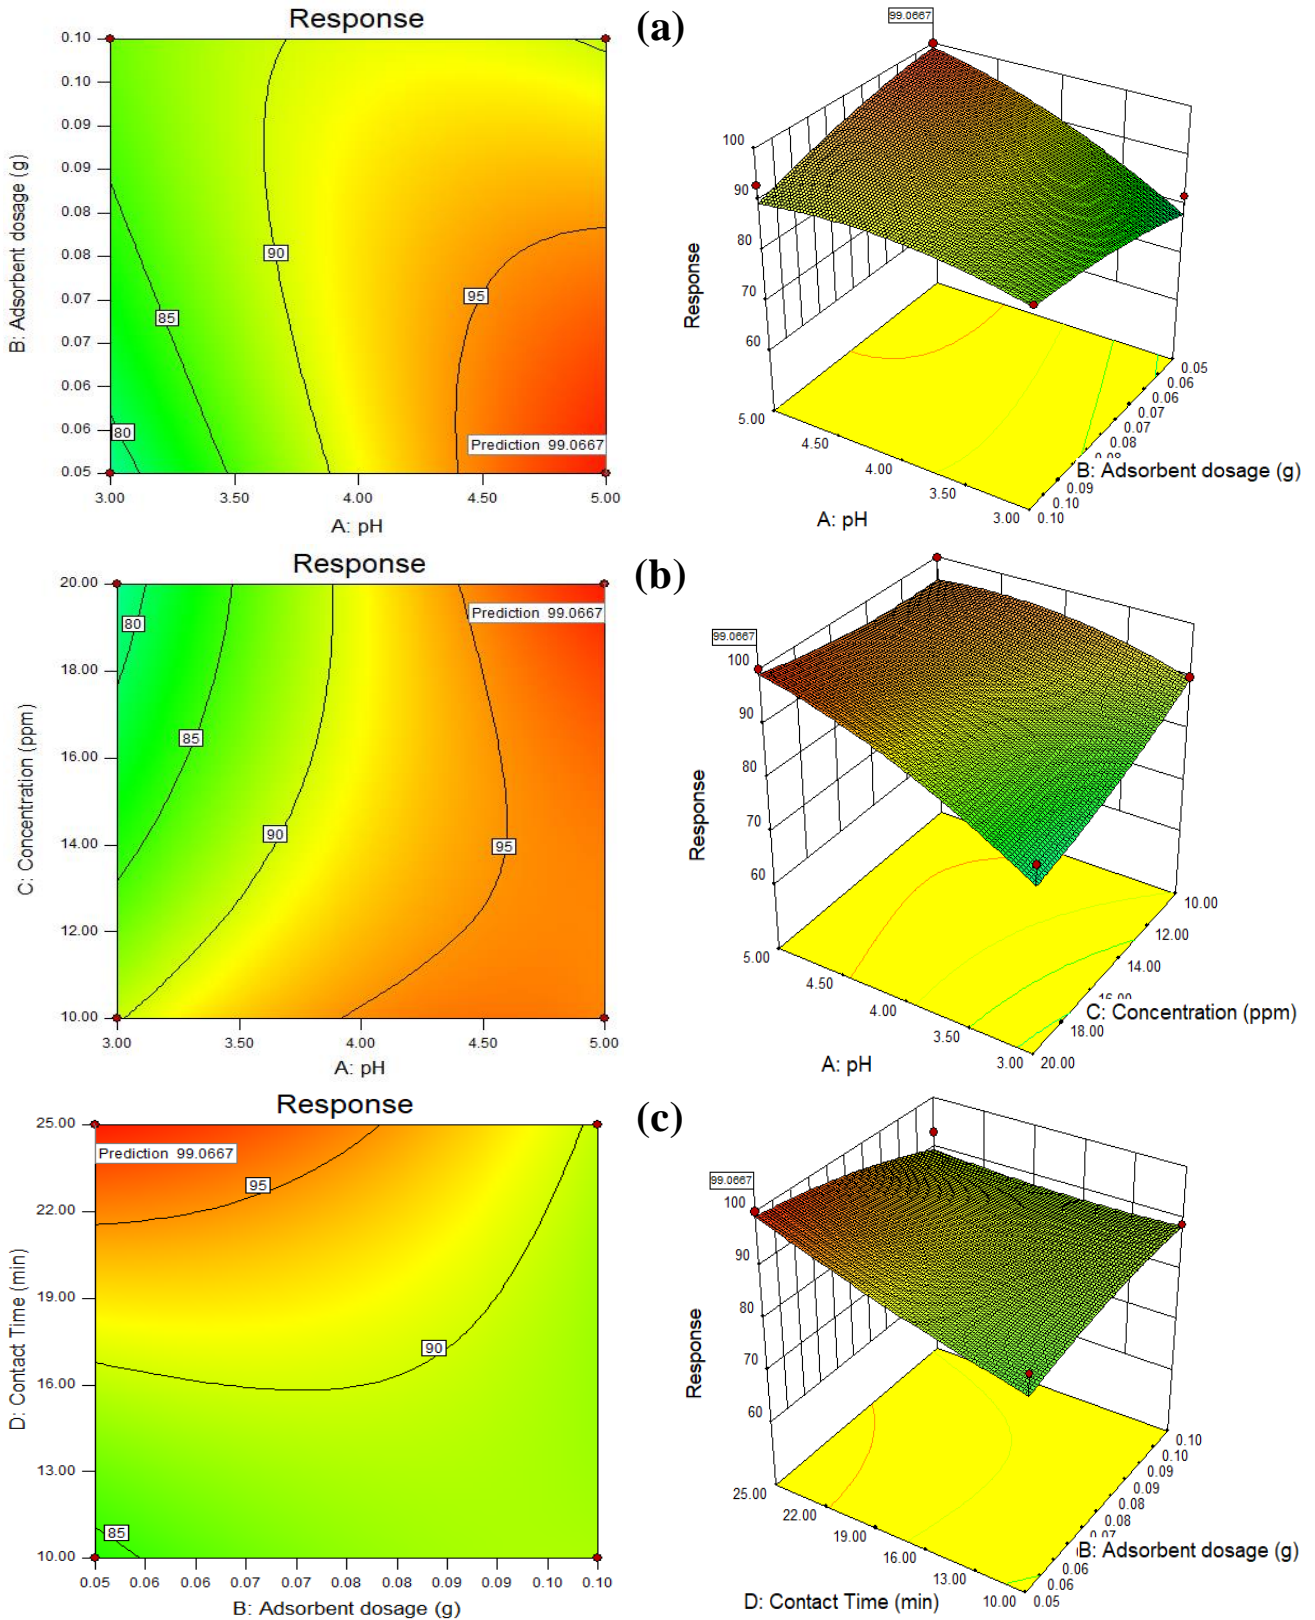 Response
(a)
B: Adsorbent dosage (g)
0.10
0.10
0.09
0.09
0.08
0.08
0.07
0.07
0.06
0.06
0.05
90
95
85
80
Prediction 99.0667
3.00 3.50 4.00 4.50 5.00
A: pH
99.0667
Response
100
90
80
70
60
5.00 4.50 4.00 3.50 3.00
A: pH
0.05
0.06
0.06
0.07
0.07
0.08
0.08
0.09
0.10
0.10
B: Adsorbent dosage (g)
Response
(b)
C: Concentration (ppm)
20.00
18.00
16.00
14.00
12.00
10.00
80
Prediction 99.0667
85
90
95
3.00 3.50 4.00 4.50 5.00
A: pH
99.0667
Response
100
90
80
70
60
5.00 4.50 4.00 3.50 3.00
A: pH
10.00
12.00
14.00
16.00
18.00
20.00
C: Concentration (ppm)
Response
(c)
D: Contact Time (min)
25.00
22.00
19.00
16.00
13.00
10.00
Prediction 99.0667
95
90
85
0.05 0.06 0.06 0.07 0.07 0.08 0.08 0.09 0.09 0.10 0.10
B: Adsorbent dosage (g)
99.0667
Response
100
90
80
70
60
25.00 22.00 19.00 16.00 13.00 10.00
D: Contact Time (min)
0.10
0.10
0.09
0.09
0.08
0.08
0.07
0.06
0.06
0.05
B: Adsorbent dosage (g)